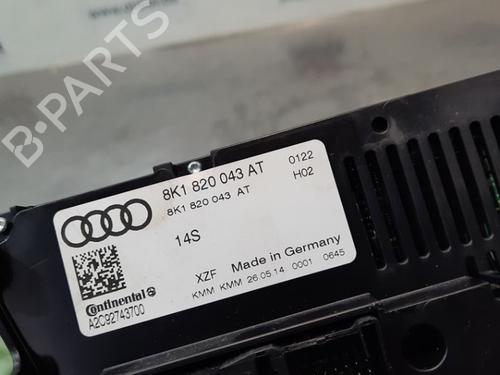 B-PARTS
8K1 820 043 AT 0122
8K1 820 043 AT H02
14S
XZF Made in Germany
KMM KMM 26.05.14 0001 0645
Continental
A2C92743700